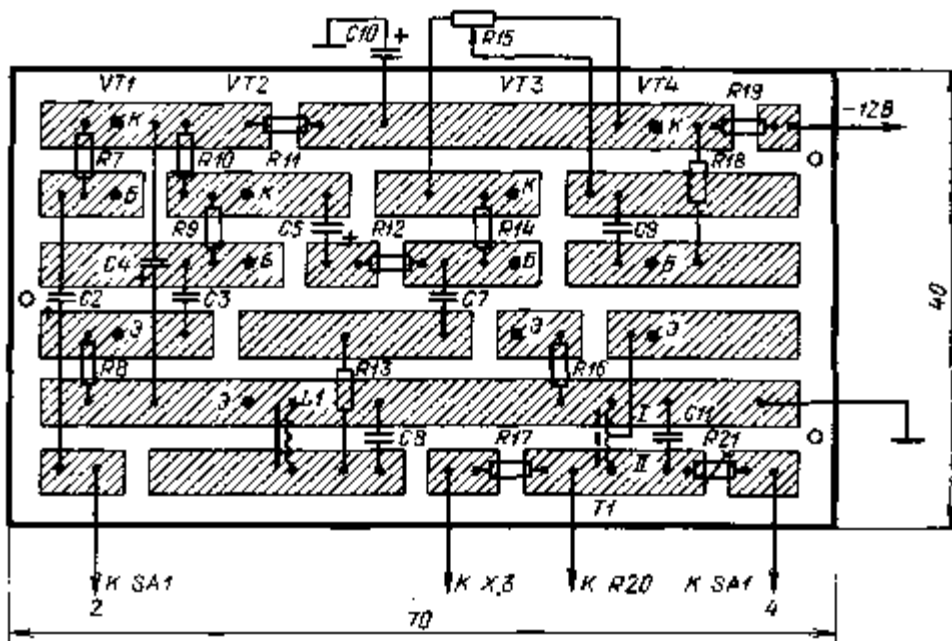 C10 + R15
VT1 VT2 VT3 VT4 R19
К К -12В
R7 R10 R11 R18
Б К К
R9 C5 + R12 R14 C9
C4 + Б Б Б
C2 + C3 C7
Э Э Э
R8 R13 R16
Э L1 I C11
C8 R17 II R21
T1
К SA1 К X.3 К R20 К SA1
2 4
70
40